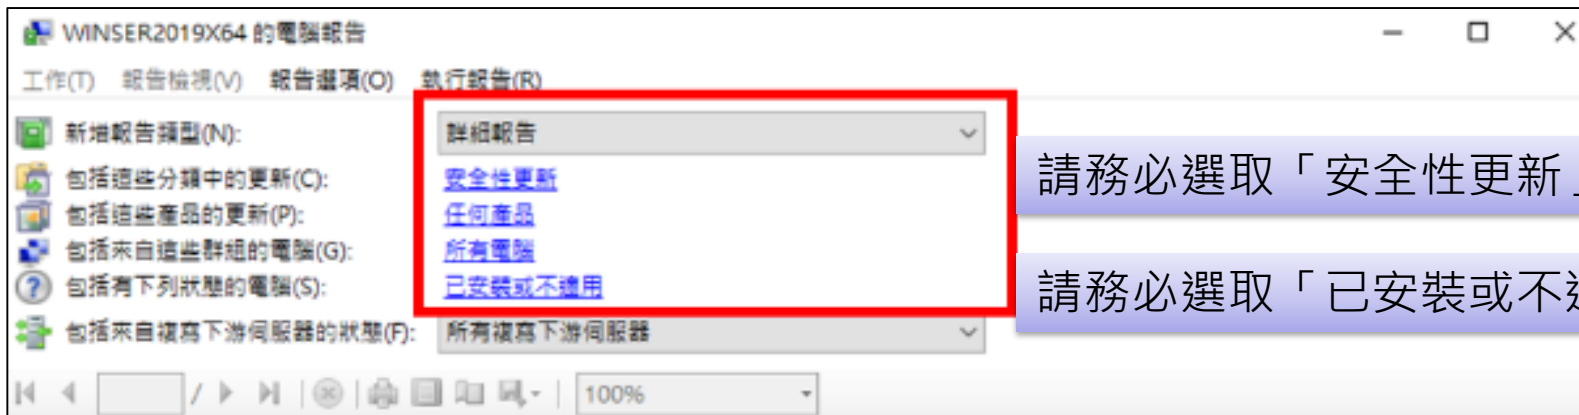 WINSER2019X64 的電腦報告
工作(T) 報告檢視(V) 報告選項(O) 執行報告(R)
新增報告類型(N): 詳細報告
包括這些分類中的更新(C): 安全性更新
請務必選取「安全性更新」
包括這些產品的更新(P): 任何產品
包括來自這些群組的電腦(G): 所有電腦
包括有下列狀態的電腦(S): 已安裝或不適用
請務必選取「已安裝或不
包括來自複寫下游伺服器的狀態(F): 所有複寫下游伺服器
/ 100%